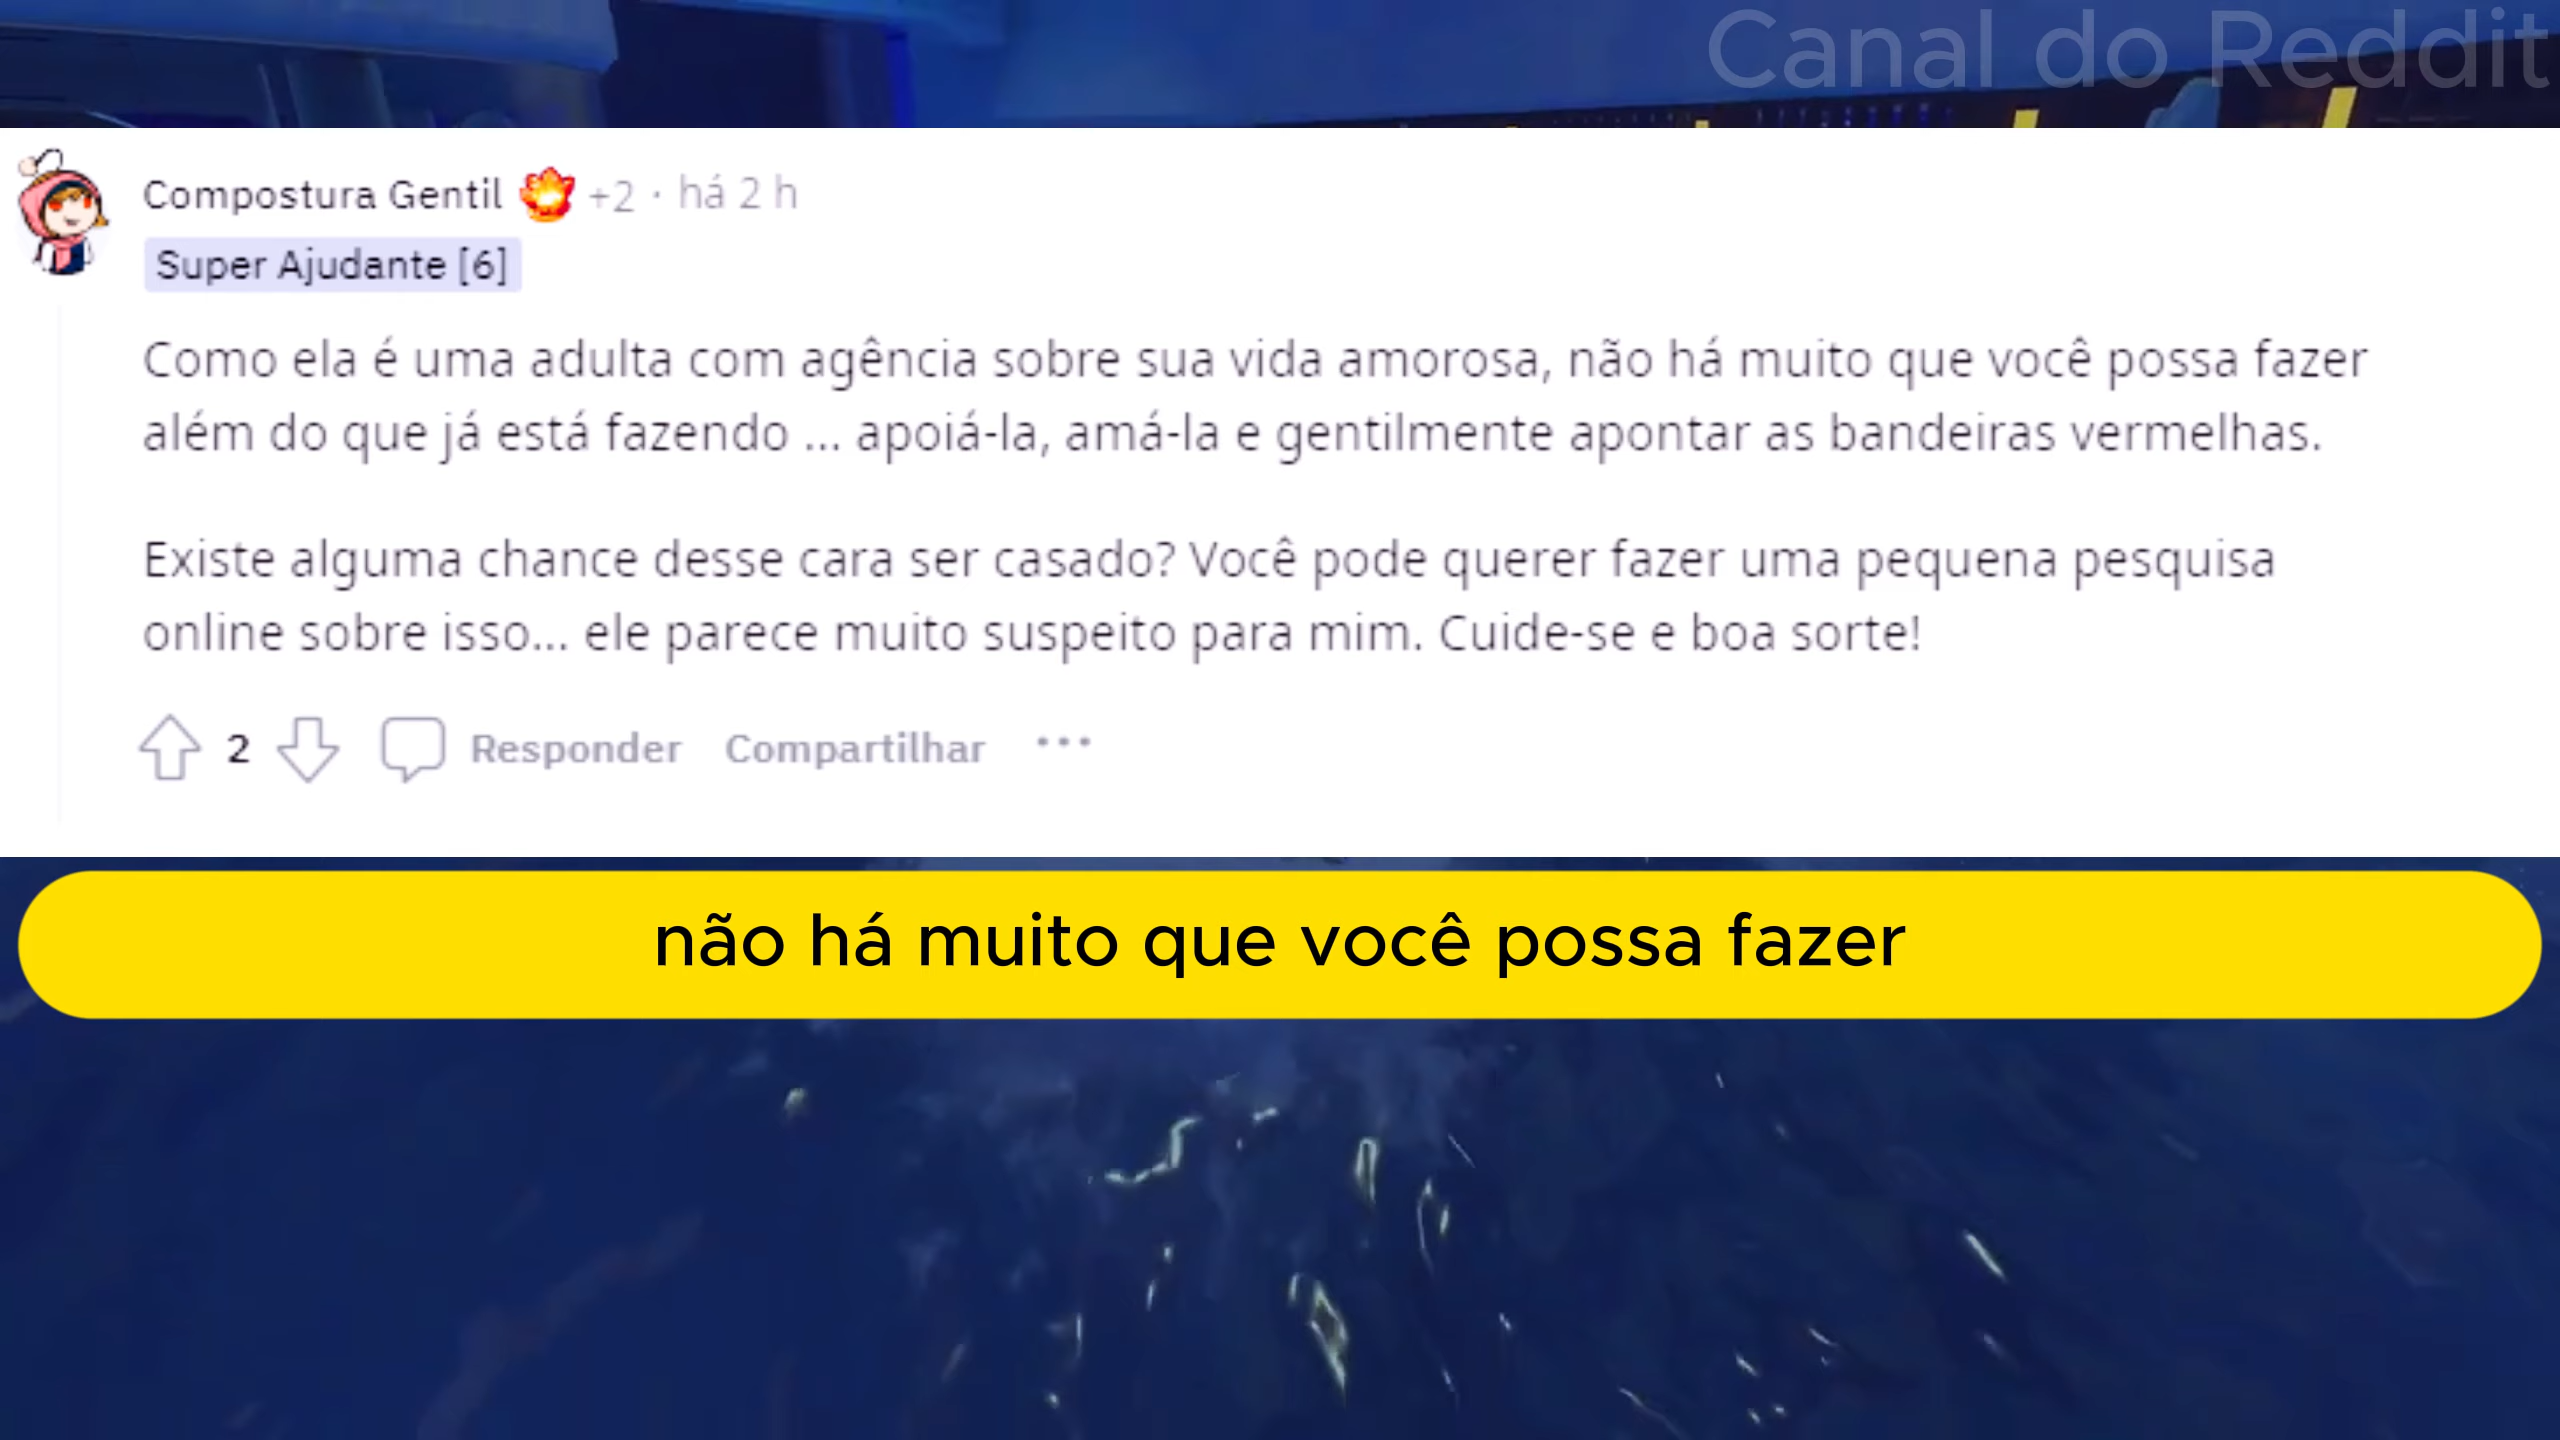 Canal do Reddit
Compostura Gentil +2 · há 2 h
Super Ajudante [6]
Como ela é uma adulta com agência sobre sua vida amorosa, não há muito que você possa fazer
além do que já está fazendo ... apoiá-la, amá-la e gentilmente apontar as bandeiras vermelhas.
Existe alguma chance desse cara ser casado? Você pode querer fazer uma pequena pesquisa
online sobre isso... ele parece muito suspeito para mim. Cuide-se e boa sorte!
2 Responder Compartilhar ...
não há muito que você possa fazer